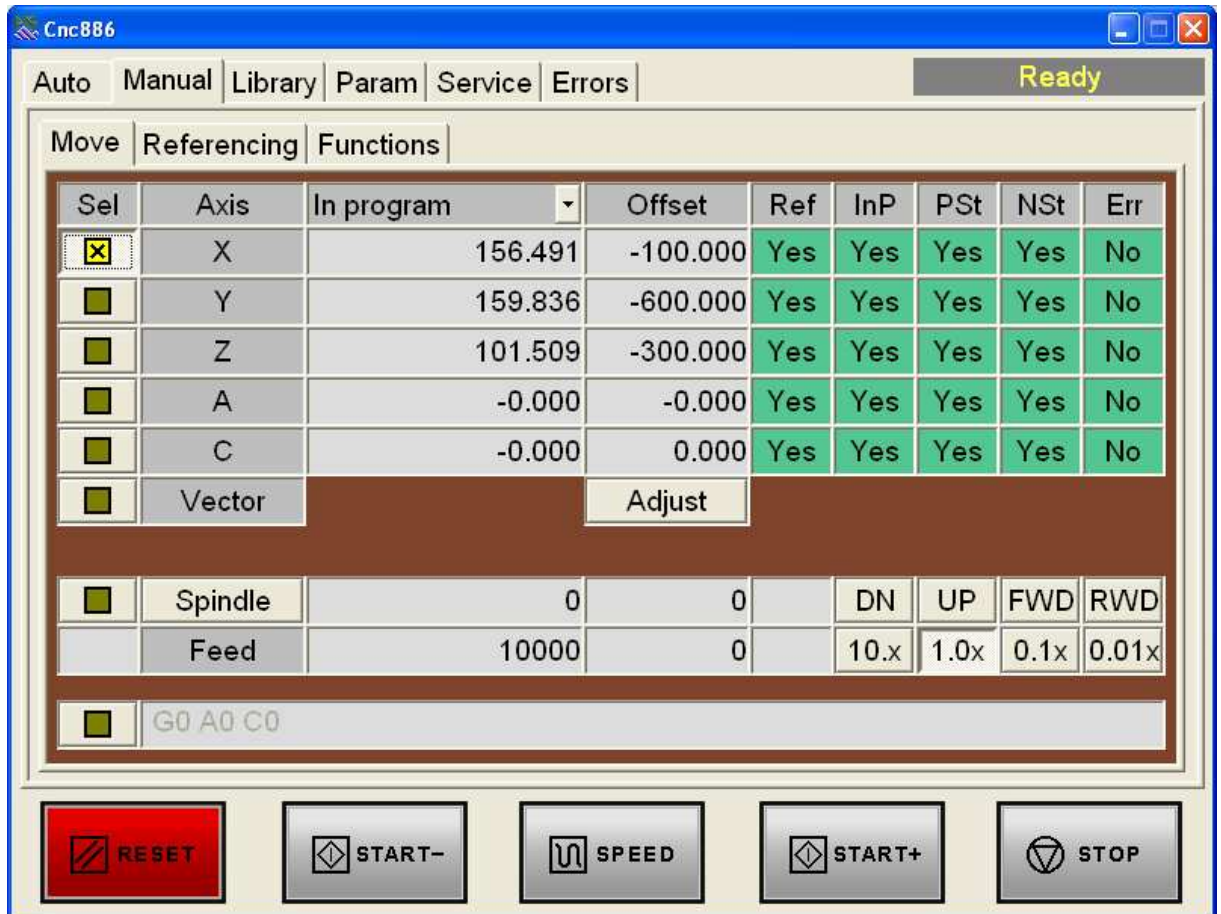 Cnc886
Auto Manual Library Param Service Errors Ready
Move Referencing Functions
Sel Axis In program Offset Ref InP PSt NSt Err
X 156.491 -100.000 Yes Yes Yes Yes No
Y 159.836 -600.000 Yes Yes Yes Yes No
Z 101.509 -300.000 Yes Yes Yes Yes No
A -0.000 -0.000 Yes Yes Yes Yes No
C -0.000 0.000 Yes Yes Yes Yes No
Vector Adjust
Spindle 0 0 DN UP FWD RWD
Feed 10000 0 10.x 1.0x 0.1x 0.01x
G0 A0 C0
RESET START- SPEED START+ STOP